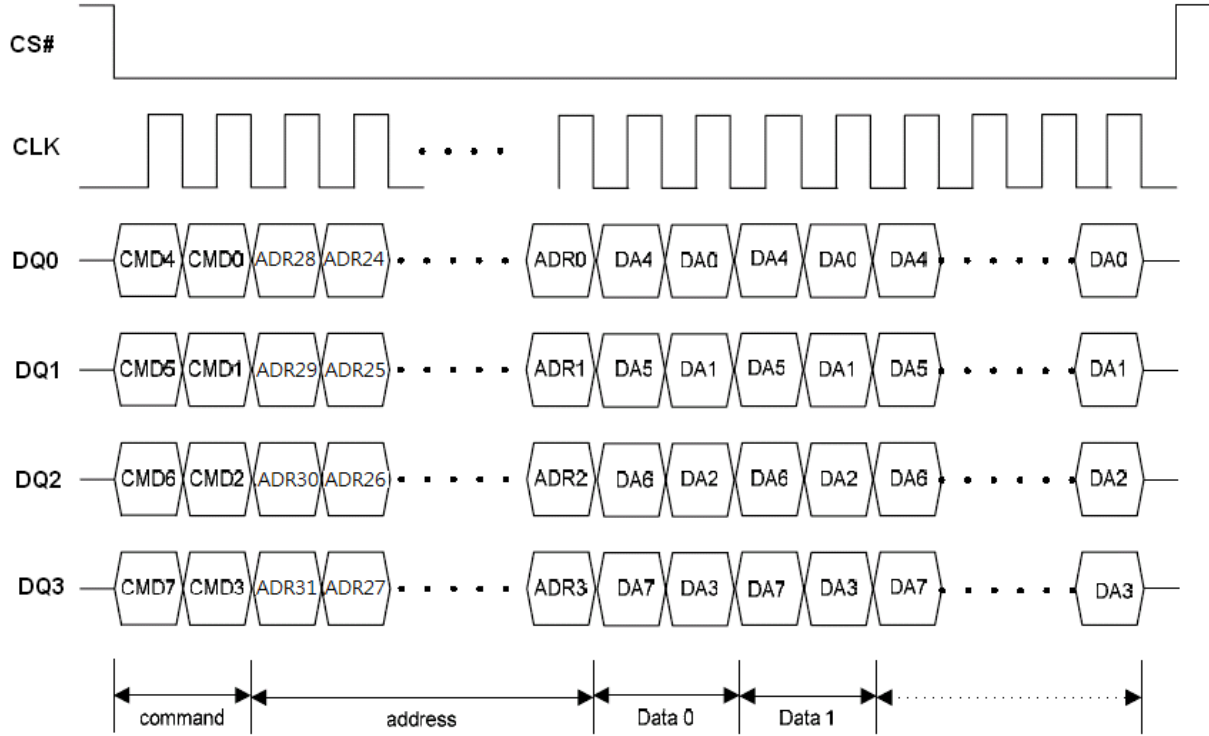 CS#
CLK
DQ0 CMD4 CMD0 ADR28 ADR24 ADR0 DA4 DA0 DA4 DA0 DA4 DA0
DQ1 CMD5 CMD1 ADR29 ADR25 ADR1 DA5 DA1 DA5 DA1 DA5 DA1
DQ2 CMD6 CMD2 ADR30 ADR26 ADR2 DA6 DA2 DA6 DA2 DA6 DA2
DQ3 CMD7 CMD3 ADR31 ADR27 ADR3 DA7 DA3 DA7 DA3 DA7 DA3
command address Data 0 Data 1